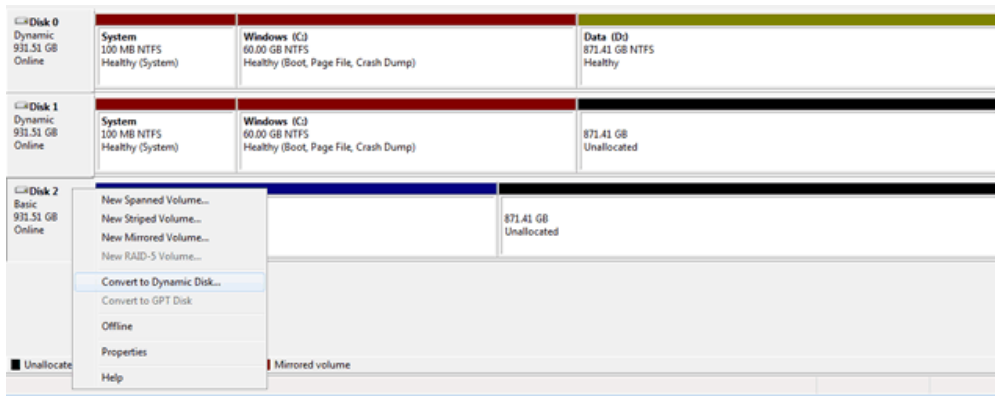 Disk 0
Dynamic
931.51 GB
Online
System
100 MB NTFS
Healthy (System)
Windows (C:)
60.00 GB NTFS
Healthy (Boot, Page File, Crash Dump)
Data (D:)
871.41 GB NTFS
Healthy
Disk 1
Dynamic
931.51 GB
Online
System
100 MB NTFS
Healthy (System)
Windows (C:)
60.00 GB NTFS
Healthy (Boot, Page File, Crash Dump)
871.41 GB
Unallocated
Disk 2
Basic
931.51 GB
Online
871.41 GB
Unallocated
New Spanned Volume...
New Striped Volume...
New Mirrored Volume...
New RAID-5 Volume...
Convert to Dynamic Disk...
Convert to GPT Disk
Offline
Properties
Help
Unallocate
Mirrored volume